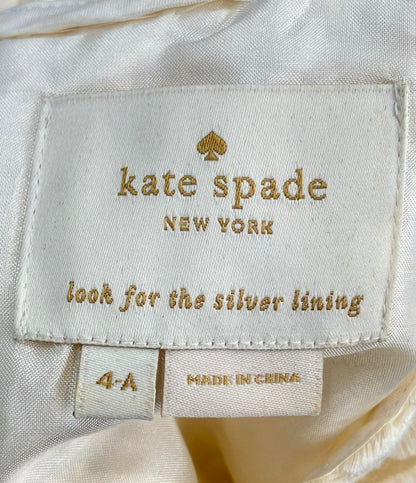 kate spade
NEW YORK
look for the silver lining
4-A
MADE IN CHINA